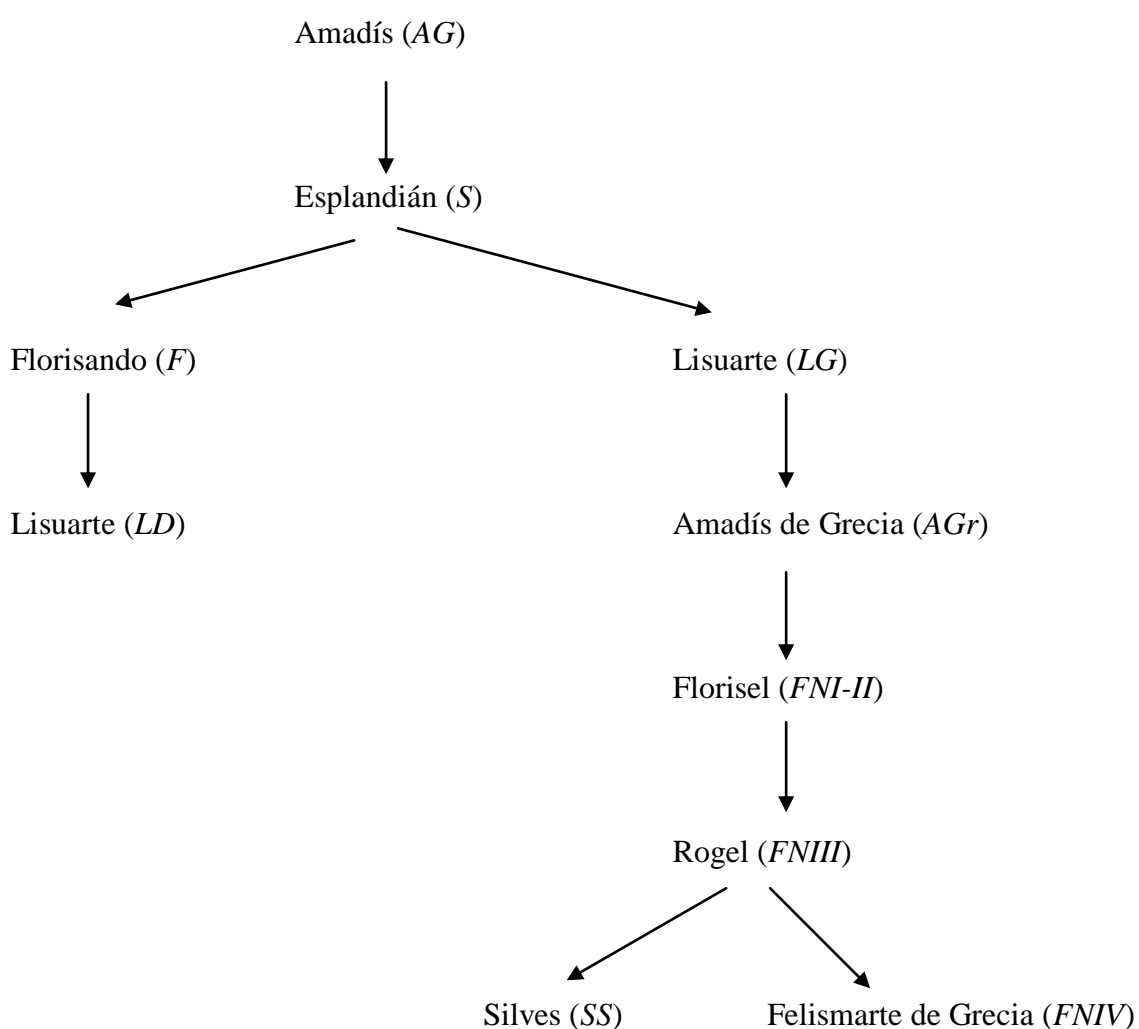 Amadís (AG)
Esplandián (S)
Florisando (F)
Lisuarte (LG)
Lisuarte (LD)
Amadís de Grecia (AGr)
Florisel (FNI-II)
Rogel (FNIII)
Silves (SS)
Felismarte de Grecia (FNIV)